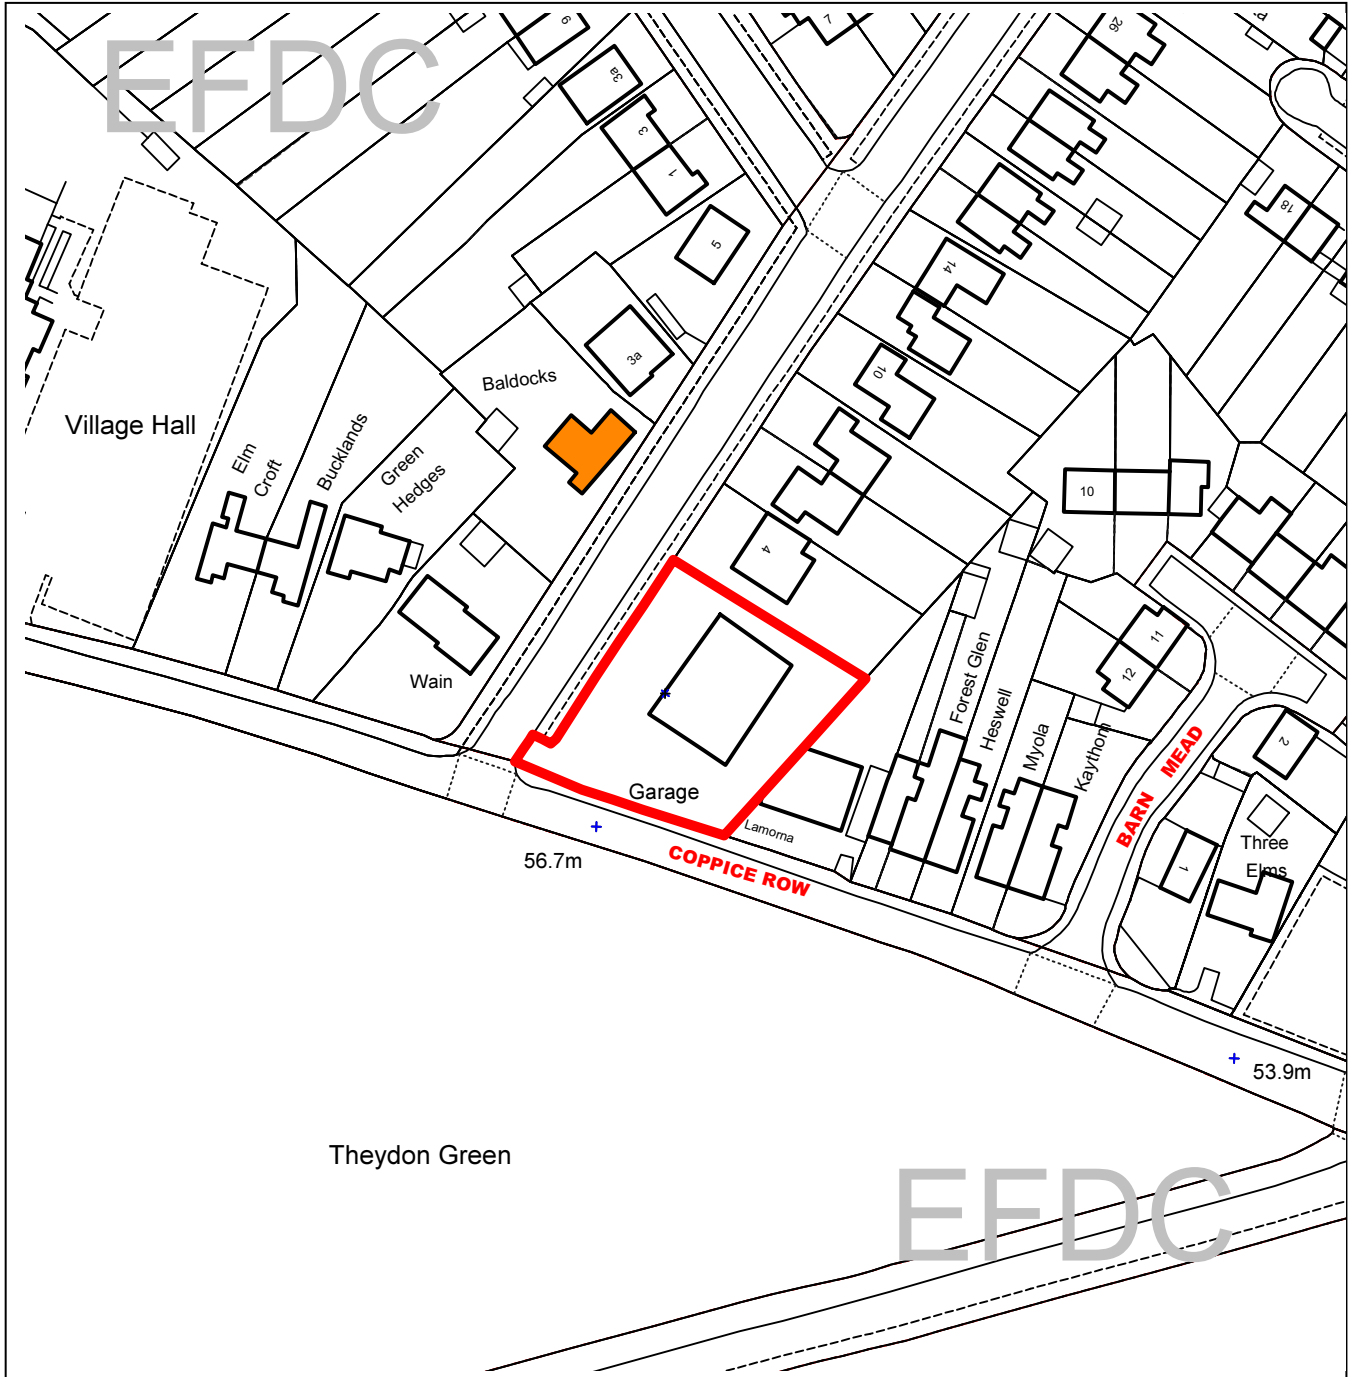 EFDC
9
7
26
3a
3
1
5
18
14
3a
10
Baldocks
Village Hall
Elm
Croft
Bucklands
Green
Hedges
10
4
Wain
Forest Glen
Heswell
Myola
Kaythorn
11
12
BARN MEAD
2
Garage
Lamorna
COPPICE ROW
56.7m
1
Three
Elms
53.9m
Theydon Green
EFDC